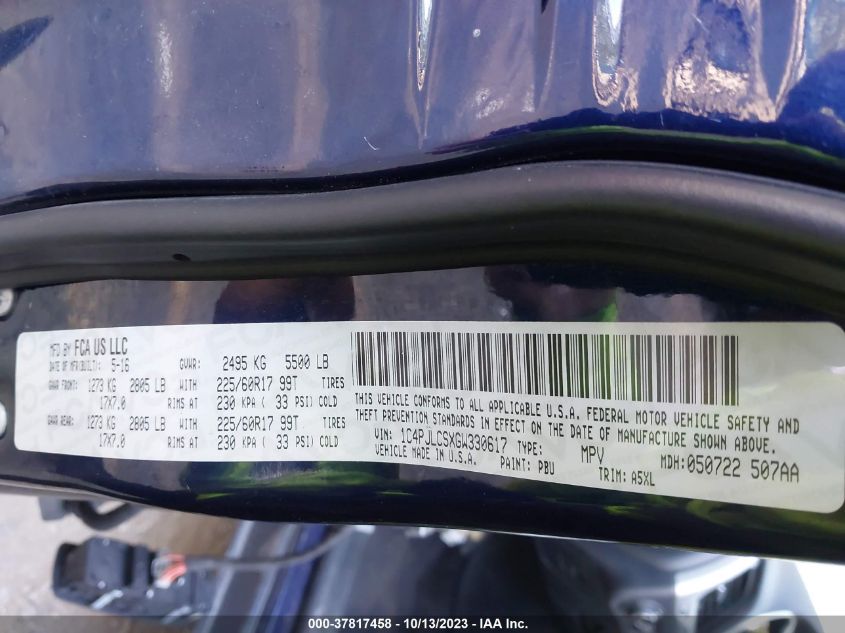 MFD BY FCA US LLC
DATE OF MFR(BUILT): 5-16 GVWR: 2495 KG 5500 LB
GAWR FRONT: 1273 KG 2805 LB WITH 225/60R17 99T TIRES
17X7.0 RIMS AT 230 KPA ( 33 PSI) COLD
GAWR REAR: 1273 KG 2805 LB WITH 225/60R17 99T TIRES
17X7.0 RIMS AT 230 KPA ( 33 PSI) COLD
THIS VEHICLE CONFORMS TO ALL APPLICABLE U.S.A. FEDERAL MOTOR VEHICLE SAFETY AND
THEFT PREVENTION STANDARDS IN EFFECT ON THE DATE OF MANUFACTURE SHOWN ABOVE.
VIN: 1C4PJLCSXGW330617 TYPE: MPV MDH:050722 507AA
VEHICLE MADE IN U.S.A. PAINT: PBU TRIM: A5XL
000-37817458 - 10/13/2023 - IAA Inc.